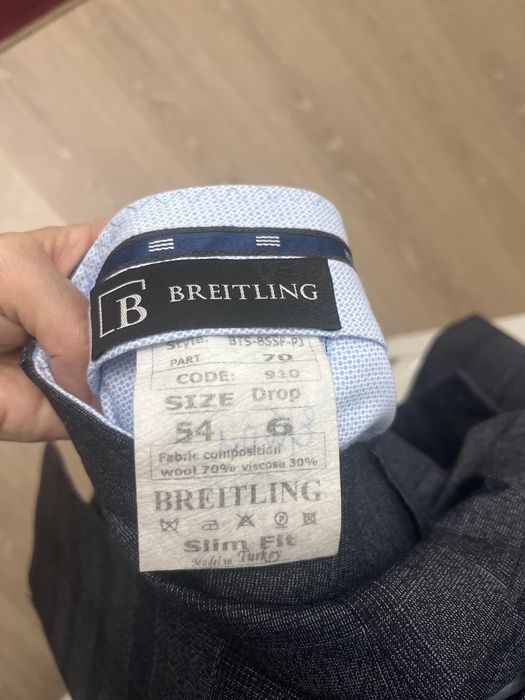 B BREITLING
Style: BTS-8SSF-PJ
PART 70
CODE: 910
SIZE Drop
54 6
Fabric composition
wool 70% viscose 30%
BREITLING
Slim Fit
Model in Turkey